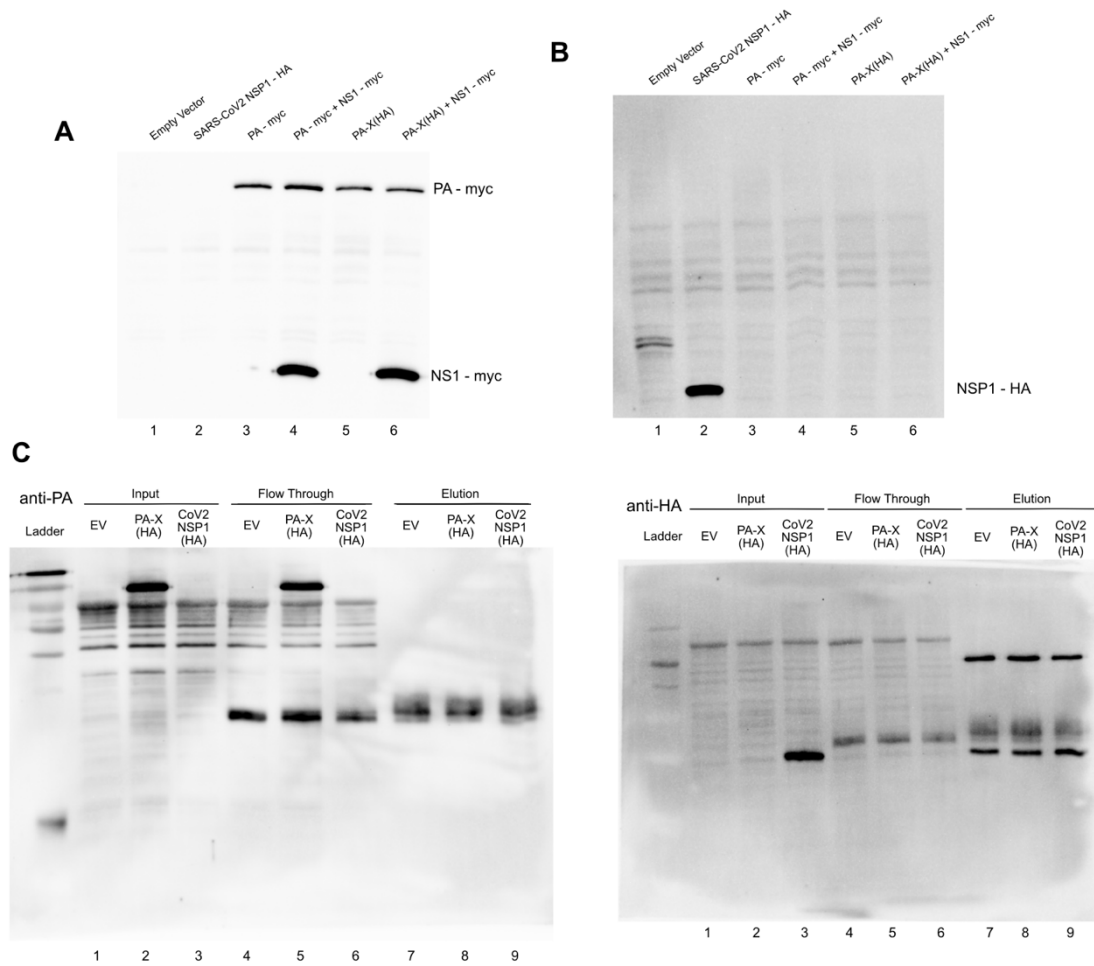 A
Empty Vector
SARS-CoV2 NSP1 - HA
PA - myc
PA - myc + NS1 - myc
PA-X(HA)
PA-X(HA) + NS1 - myc
PA - myc
NS1 - myc
1 2 3 4 5 6
B
Empty Vector
SARS-CoV2 NSP1 - HA
PA - myc
PA - myc + NS1 - myc
PA-X(HA)
PA-X(HA) + NS1 - myc
NSP1 - HA
1 2 3 4 5 6
C
anti-PA
Input Flow Through Elution
Ladder EV PA-X (HA) CoV2 NSP1 (HA) EV PA-X (HA) CoV2 NSP1 (HA) EV PA-X (HA) CoV2 NSP1 (HA)
1 2 3 4 5 6 7 8 9
anti-HA
Input Flow Through Elution
Ladder EV PA-X (HA) CoV2 NSP1 (HA) EV PA-X (HA) CoV2 NSP1 (HA) EV PA-X (HA) CoV2 NSP1 (HA)
1 2 3 4 5 6 7 8 9